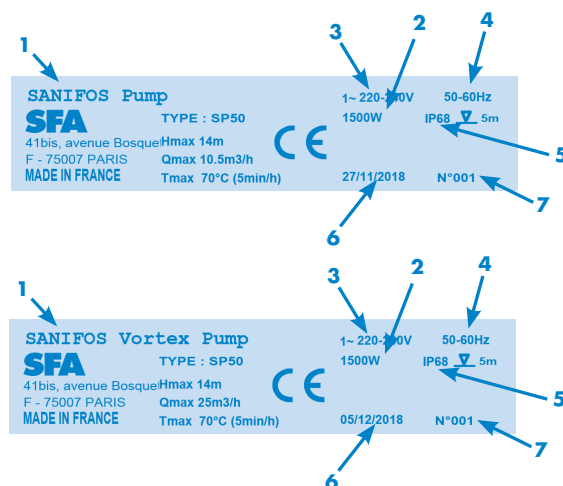 2
3
4
1
SANIFOS Pump
1~ 220-240V
50-60Hz
SFA
TYPE : SP50
1500W
IP68
5m
41bis, avenue Bosquet
Hmax 14m
CE
F - 75007 PARIS
Qmax 10.5m3/h
5
MADE IN FRANCE
Tmax 70°C (5min/h)
27/11/2018
N°001
6
7
2
3
4
1
SANIFOS Vortex Pump
1~ 220-240V
50-60Hz
SFA
TYPE : SP50
1500W
IP68
5m
41bis, avenue Bosquet
Hmax 14m
CE
F - 75007 PARIS
Qmax 25m3/h
5
MADE IN FRANCE
Tmax 70°C (5min/h)
05/12/2018
N°001
7
6